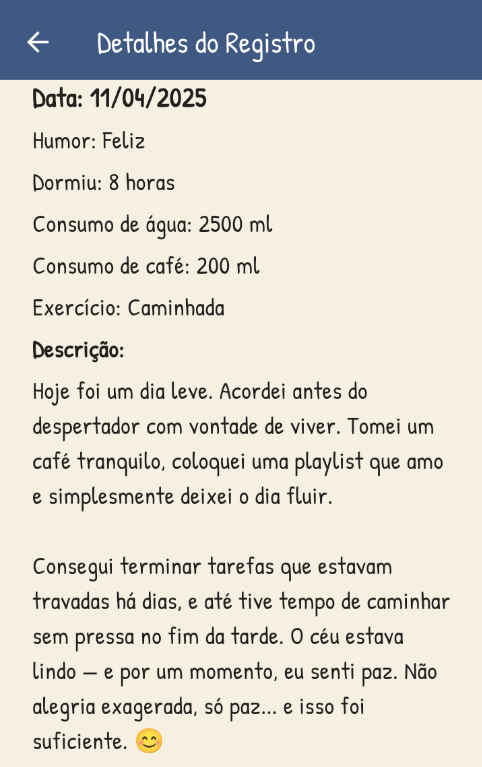 Detalhes do Registro
Data: 11/04/2025
Humor: Feliz
Dormiu: 8 horas
Consumo de água: 2500 ml
Consumo de café: 200 ml
Exercício: Caminhada
Descrição:
Hoje foi um dia leve. Acordei antes do
despertador com vontade de viver. Tomei um
café tranquilo, coloquei uma playlist que amo
e simplesmente deixei o dia fluir.
Consegui terminar tarefas que estavam
travadas há dias, e até tive tempo de caminhar
sem pressa no fim da tarde. O céu estava
lindo — e por um momento, eu senti paz. Não
alegria exagerada, só paz... e isso foi
suficiente. 😊